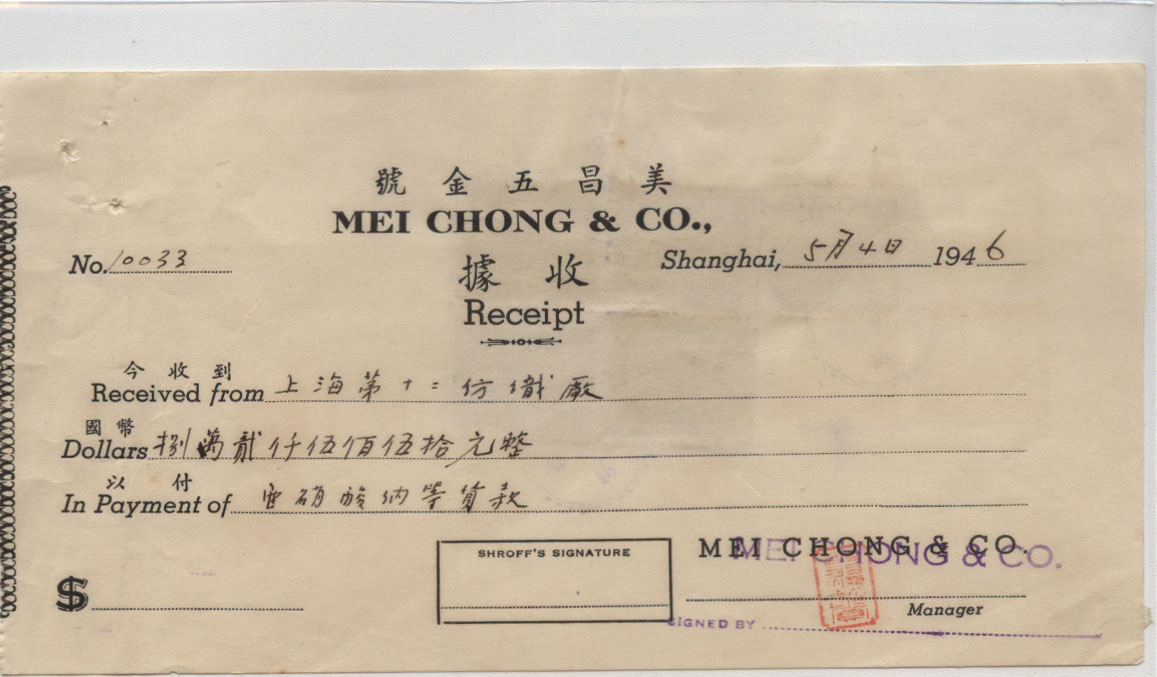 美昌五金號
MEI CHONG & CO.,
No. 10033
Shanghai, 5月4日 1946
收據
Receipt
今收到
Received from 上海第十二紡織廠
國幣
Dollars 捌萬貳仟伍佰伍拾元整
以付
In Payment of 硝酸納等貨款
SHROFF'S SIGNATURE
MEI CHONG & CO.
MEI CHONG & CO.
$
Manager
SIGNED BY